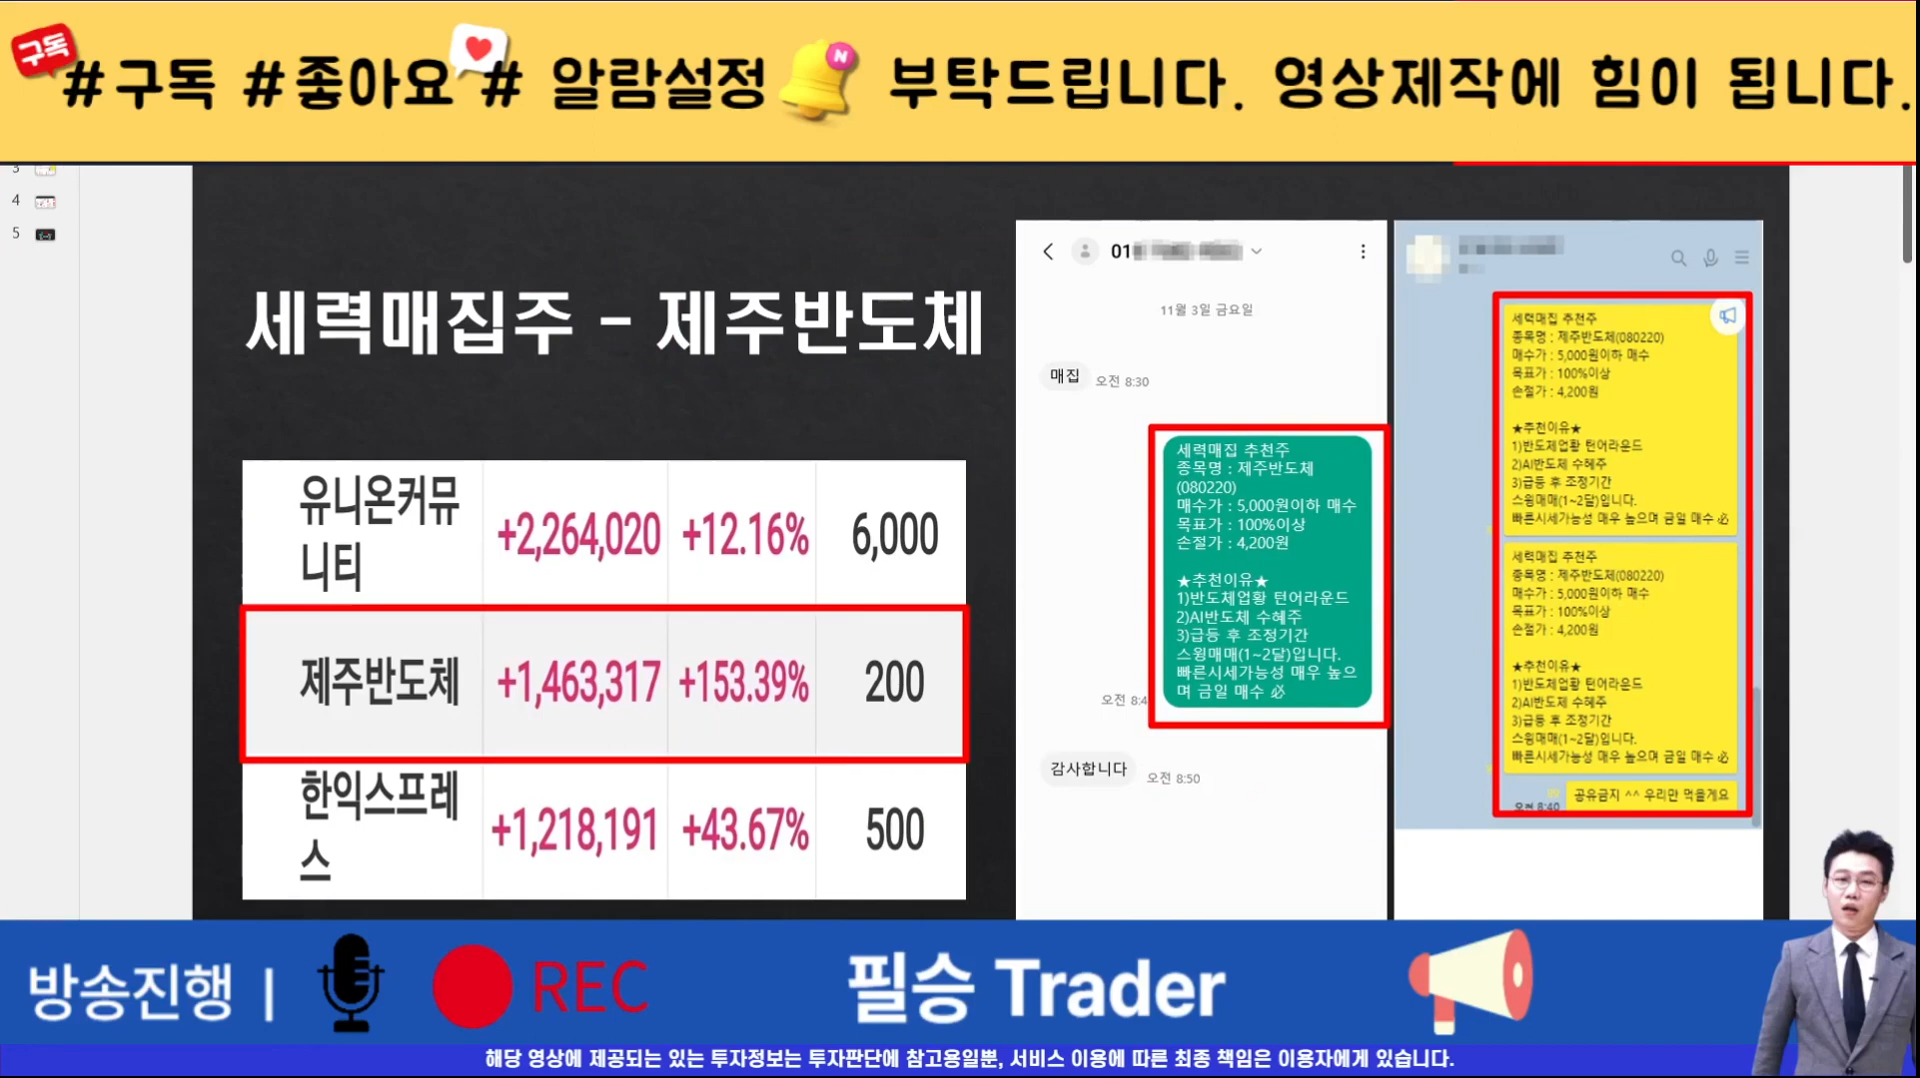 구독
#구독 #좋아요 # 알람설정 N 부탁드립니다. 영상제작에 힘이 됩니다.
3
4
5
세력매집주 - 제주반도체
유니온커뮤
니티
+2,264,020 +12.16% 6,000
제주반도체 +1,463,317 +153.39% 200
한익스프레
스
+1,218,191 +43.67% 500
01
11월 3일 금요일
매집 오전 8:30
세력매집 추천주
종목명 : 제주반도체
(080220)
매수가 : 5,000원이하 매수
목표가 : 100%이상
손절가 : 4,200원
★추천이유★
1)반도체업황 턴어라운드
2)AI반도체 수혜주
3)급등 후 조정기간
스윙매매(1~2달)입니다.
빠른시세가능성 매우 높으
며 금일 매수 必
오전 8:4
감사합니다 오전 8:50
세력매집 추천주
종목명 : 제주반도체(080220)
매수가 : 5,000원이하 매수
목표가 : 100%이상
손절가 : 4,200원
★추천이유★
1)반도체업황 턴어라운드
2)AI반도체 수혜주
3)급등 후 조정기간
스윙매매(1~2달)입니다.
빠른시세가능성 매우 높으며 금일 매수 必
세력매집 추천주
종목명 : 제주반도체(080220)
매수가 : 5,000원이하 매수
목표가 : 100%이상
손절가 : 4,200원
★추천이유★
1)반도체업황 턴어라운드
2)AI반도체 수혜주
3)급등 후 조정기간
스윙매매(1~2달)입니다.
빠른시세가능성 매우 높으며 금일 매수 必
오전 8:40 공유금지 ^^ 우리만 먹을게요
방송진행 | REC 필승 Trader
해당 영상에 제공되는 있는 투자정보는 투자판단에 참고용일뿐, 서비스 이용에 따른 최종 책임은 이용자에게 있습니다.